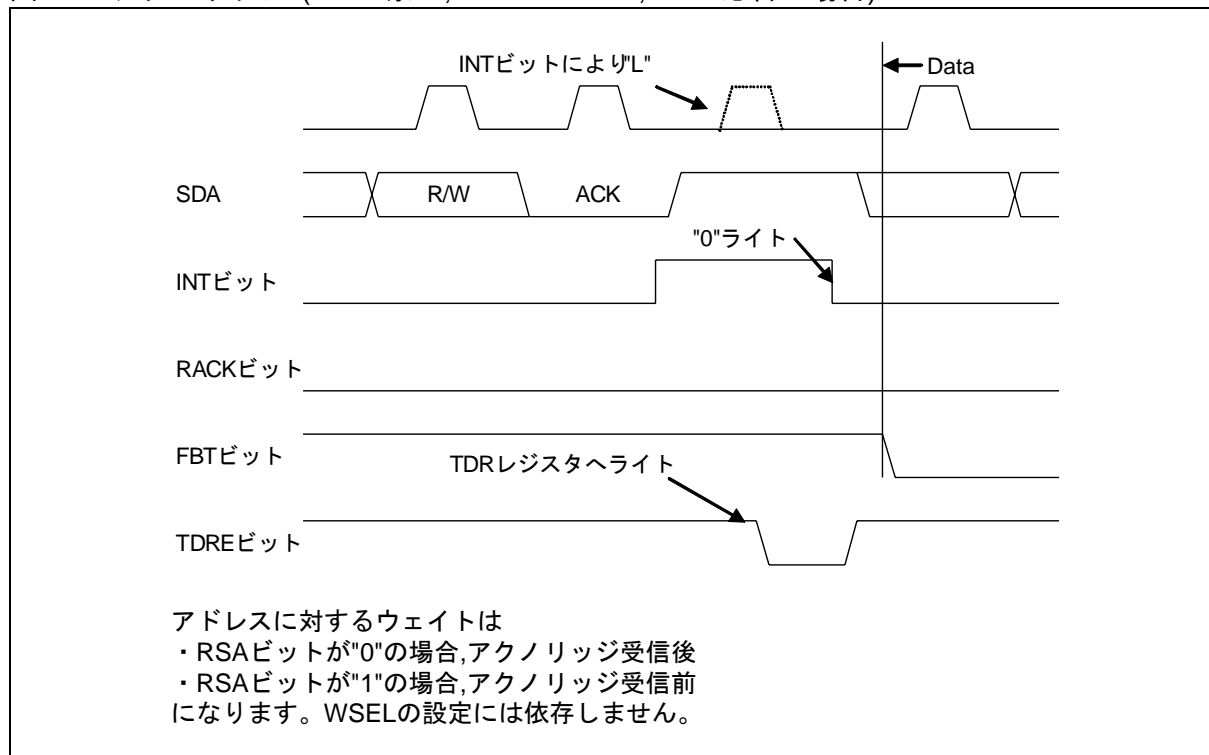 INTビットにより"L"
Data
SDA
R/W
ACK
"0"ライト
INTビット
RACKビット
FBTビット
TDRレジスタへライト
TDREビット
アドレスに対するウェイトは
・RSAビットが"0"の場合,アクノリッジ受信後
・RSAビットが"1"の場合,アクノリッジ受信前
になります。WSELの設定には依存しません。